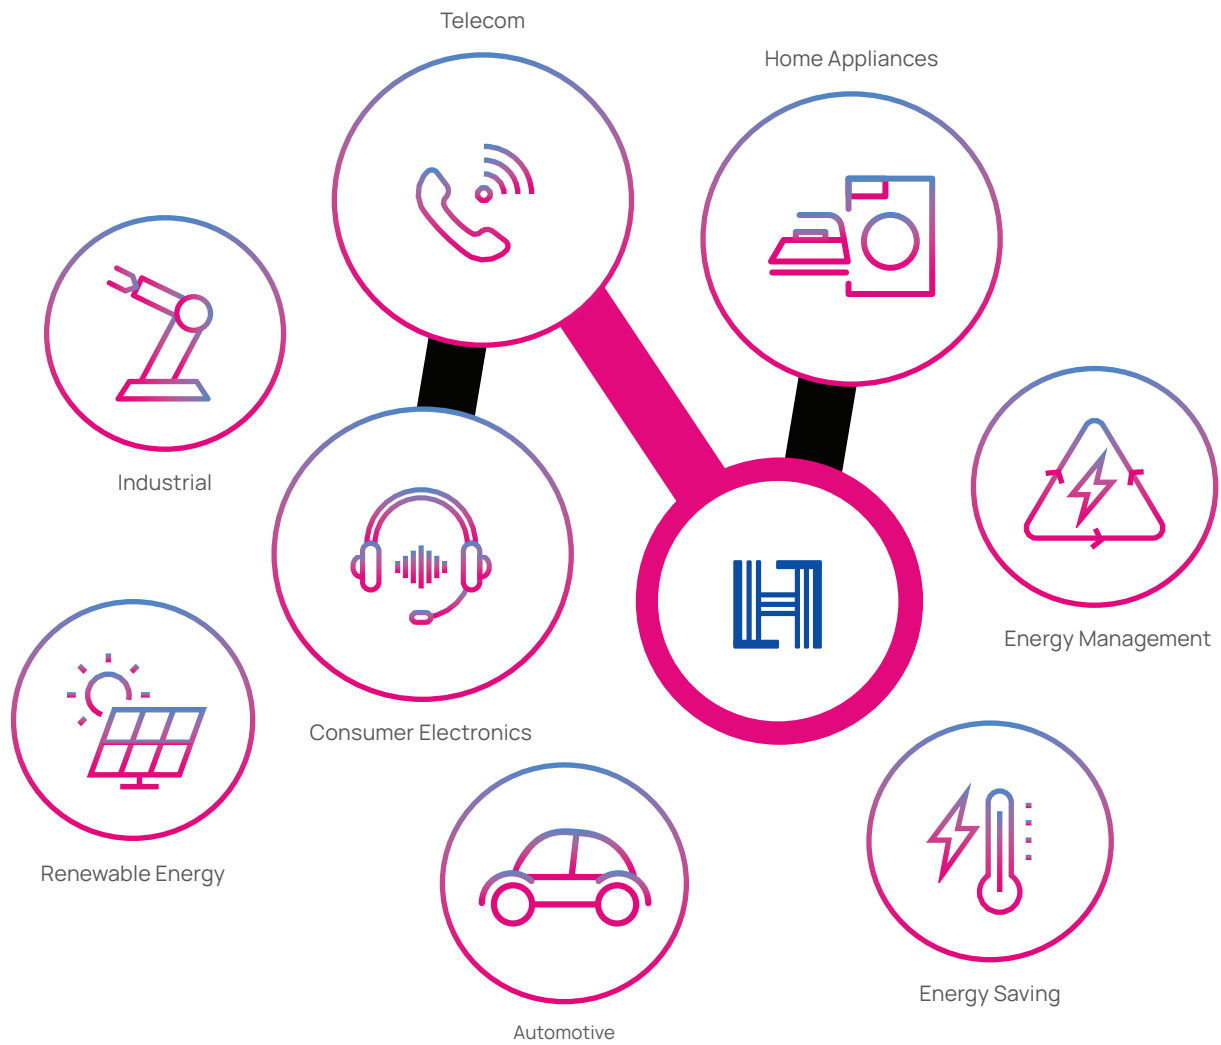 Telecom
Home Appliances
Industrial
Energy Management
Consumer Electronics
Renewable Energy
Energy Saving
Automotive